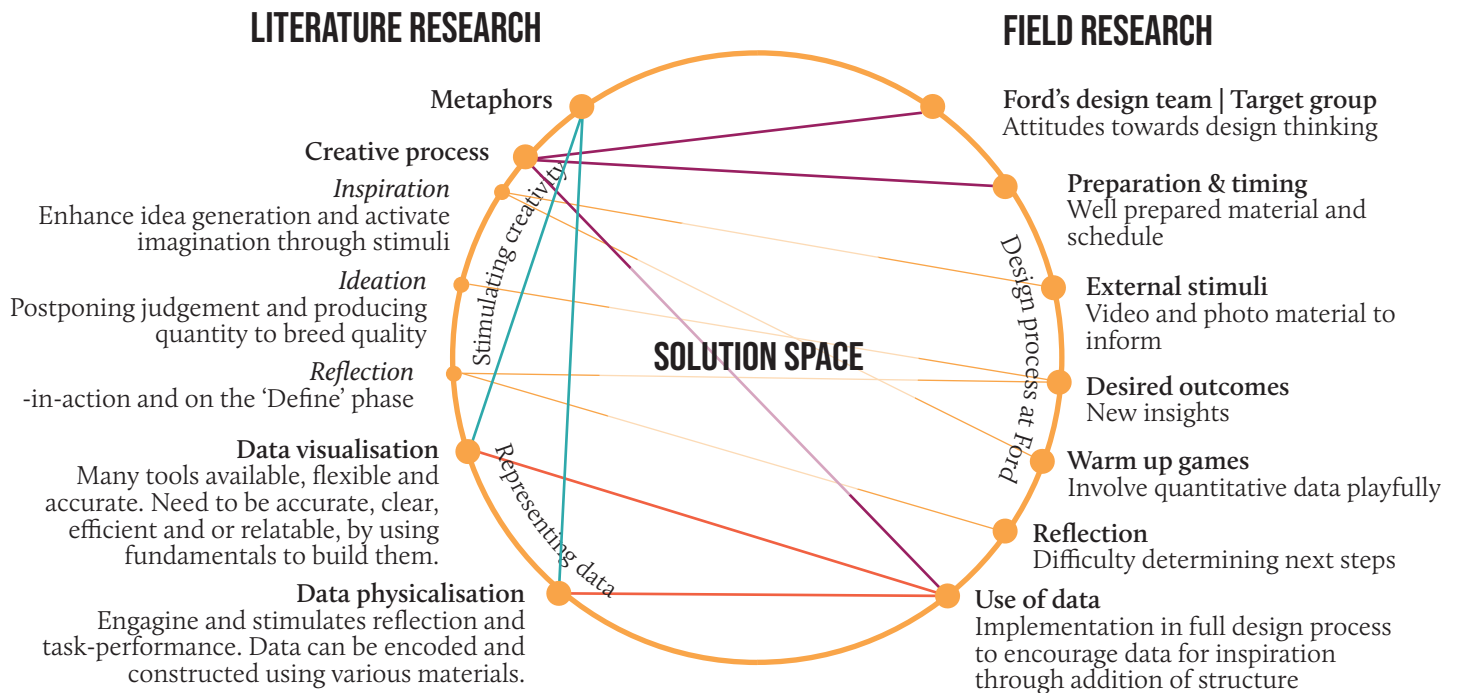 LITERATURE RESEARCH
Metaphors
Creative process
Inspiration
Enhance idea generation and activate
imagination through stimuli
Ideation
Postponing judgement and producing
quantity to breed quality
Reflection
-in-action and on the ‘Define’ phase
Data visualisation
Many tools available, flexible and
accurate. Need to be accurate, clear,
efficient and or relatable, by using
fundamentals to build them.
Data physicalisation
Engagine and stimulates reflection and
task-performance. Data can be encoded and
constructed using various materials.
Stimulating creativity
Representing data
SOLUTION SPACE
Design process at Ford
FIELD RESEARCH
Ford’s design team | Target group
Attitudes towards design thinking
Preparation & timing
Well prepared material and
schedule
External stimuli
Video and photo material to
inform
Desired outcomes
New insights
Warm up games
Involve quantitative data playfully
Reflection
Difficulty determining next steps
Use of data
Implementation in full design process
to encourage data for inspiration
through addition of structure